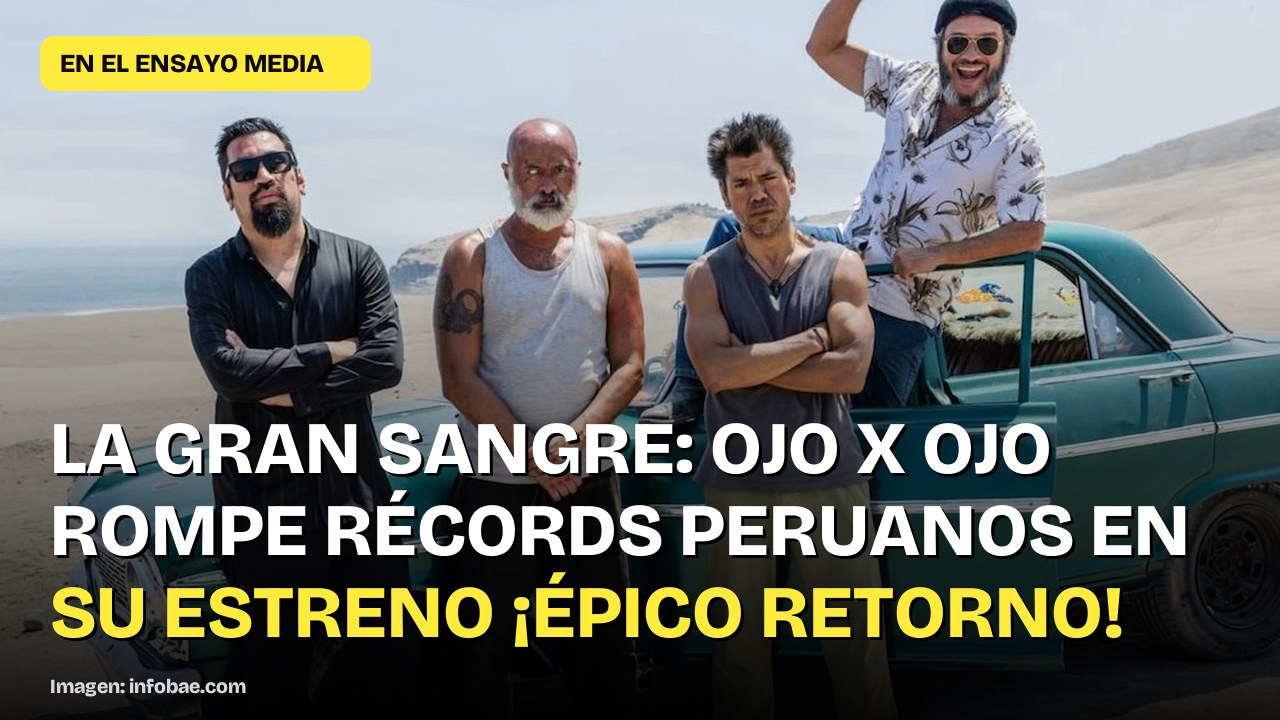 EN EL ENSAYO MEDIA
LA GRAN SANGRE: OJO X OJO
ROMPE RÉCORDS PERUANOS EN
SU ESTRENO ¡ÉPICO RETORNO!
Imagen: infobae.com